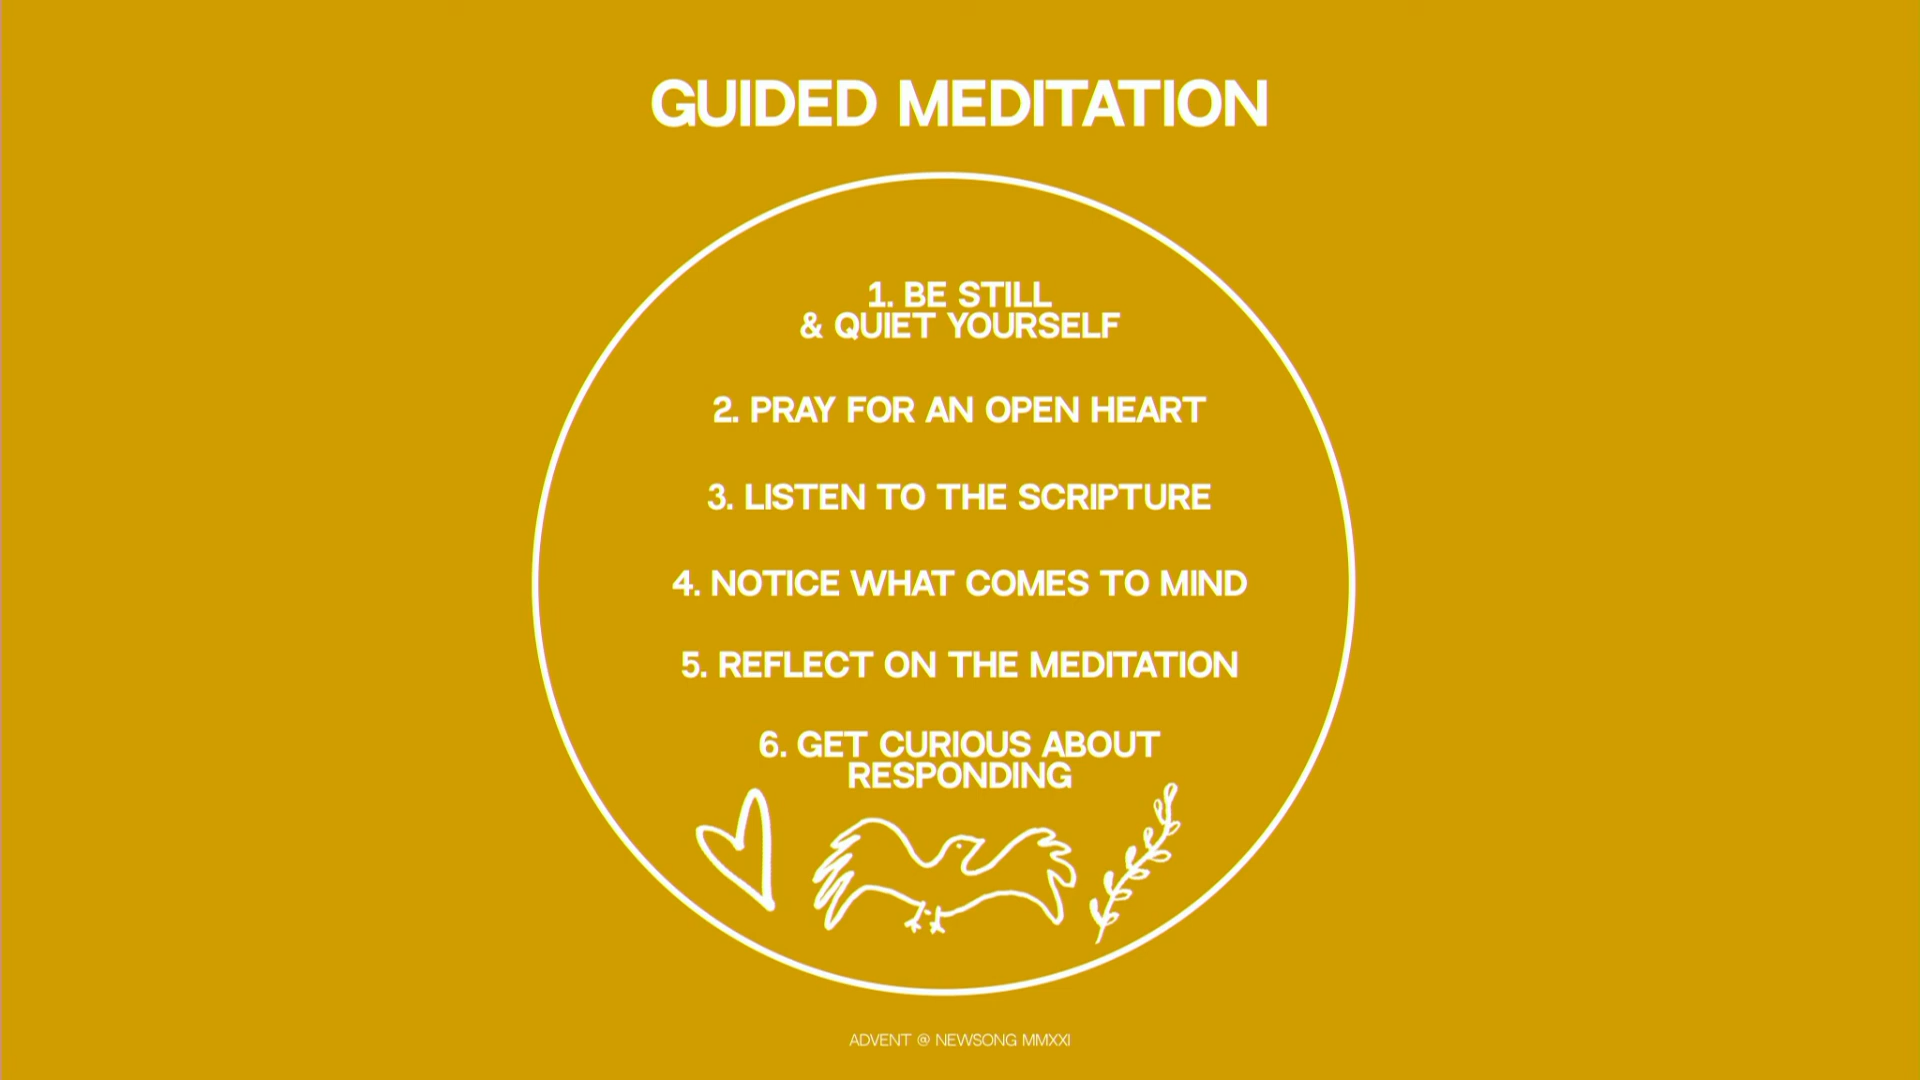 GUIDED MEDITATION
1. BE STILL
& QUIET YOURSELF
2. PRAY FOR AN OPEN HEART
3. LISTEN TO THE SCRIPTURE
4. NOTICE WHAT COMES TO MIND
5. REFLECT ON THE MEDITATION
6. GET CURIOUS ABOUT
RESPONDING
ADVENT @ NEWSONG MMXXI